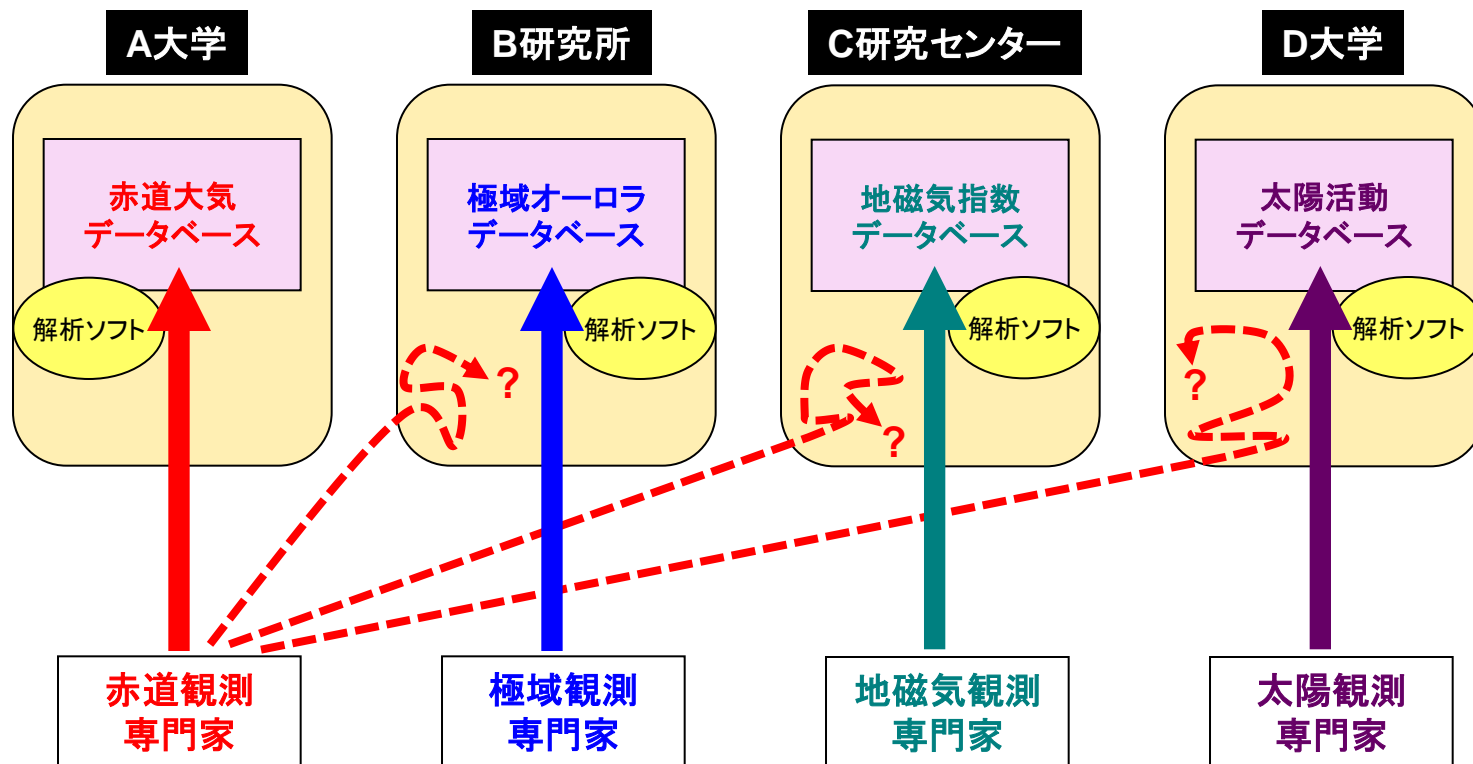 A大学
B研究所
C研究センター
D大学
赤道大気
データベース
極域オーロラ
データベース
地磁気指数
データベース
太陽活動
データベース
解析ソフト
解析ソフト
解析ソフト
解析ソフト
?
?
?
赤道観測
専門家
極域観測
専門家
地磁気観測
専門家
太陽観測
専門家